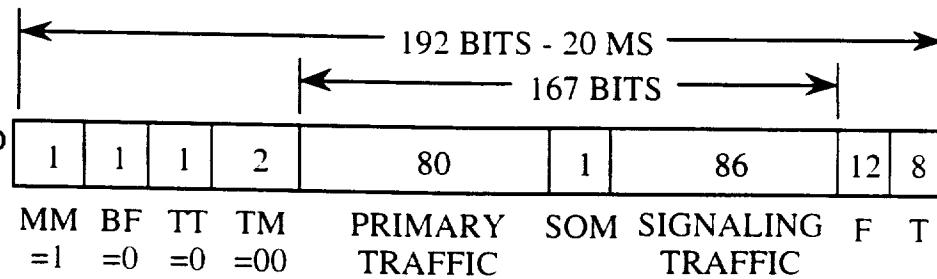 192 BITS - 20 MS
167 BITS
1 1 1 2 80 1 86 12 8
MM BF TT TM PRIMARY SOM SIGNALING F T
=1 =0 =0 =00 TRAFFIC TRAFFIC